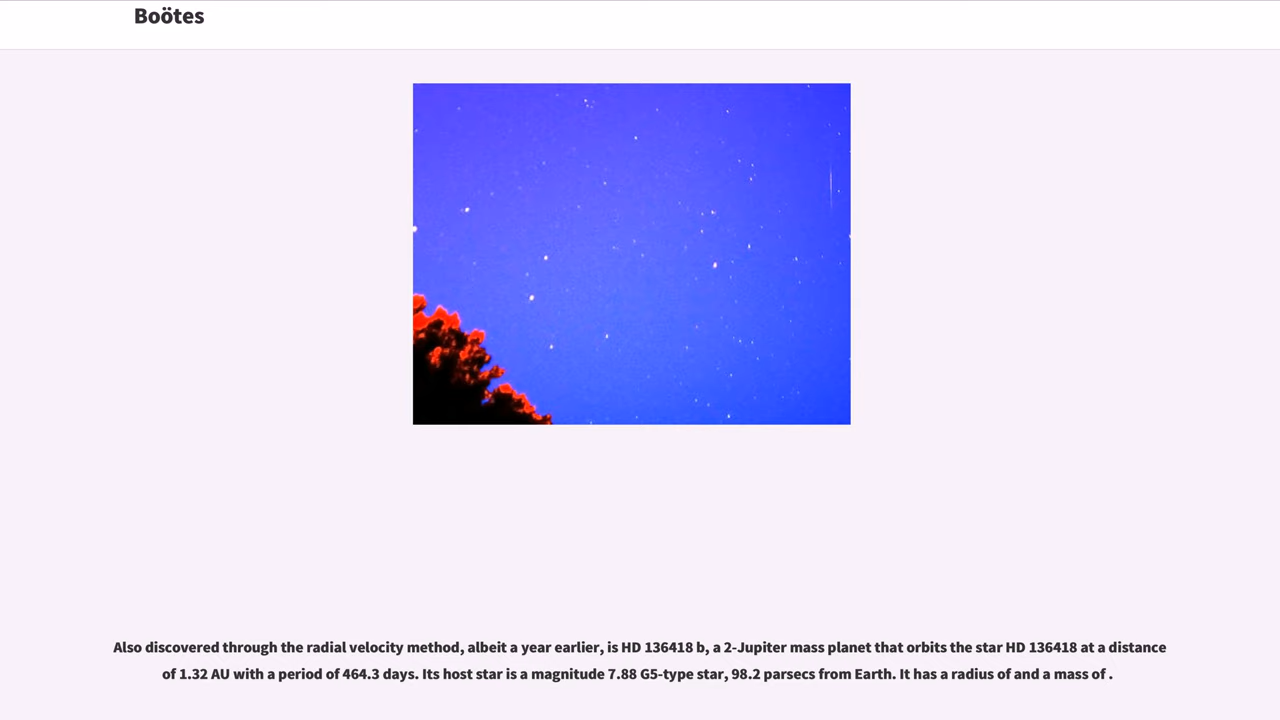 Boötes
Also discovered through the radial velocity method, albeit a year earlier, is HD 136418 b, a 2-Jupiter mass planet that orbits the star HD 136418 at a distance
of 1.32 AU with a period of 464.3 days. Its host star is a magnitude 7.88 G5-type star, 98.2 parsecs from Earth. It has a radius of and a mass of .